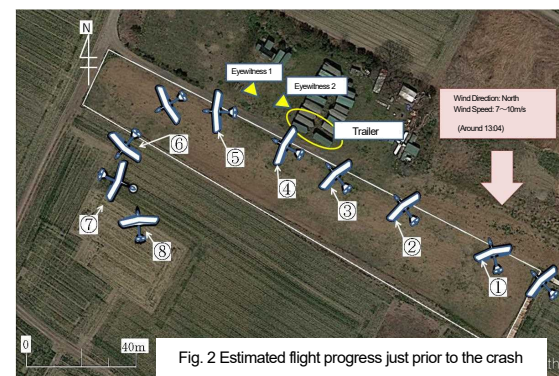 N
Eyewitness 1
Eyewitness 2
Trailer
Wind Direction: North
Wind Speed: 7～10m/s
(Around 13:04)
⑥
⑤
④
③
②
①
⑦
⑧
0
40m
Fig. 2 Estimated flight progress just prior to the crash